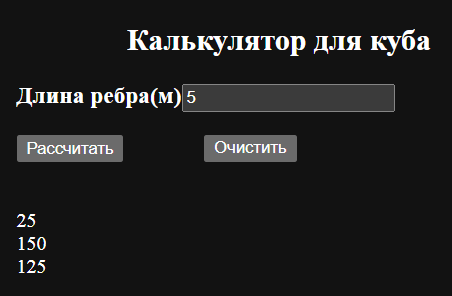 Калькулятор для куба
Длина ребра(м) 5
Рассчитать Очистить
25
150
125